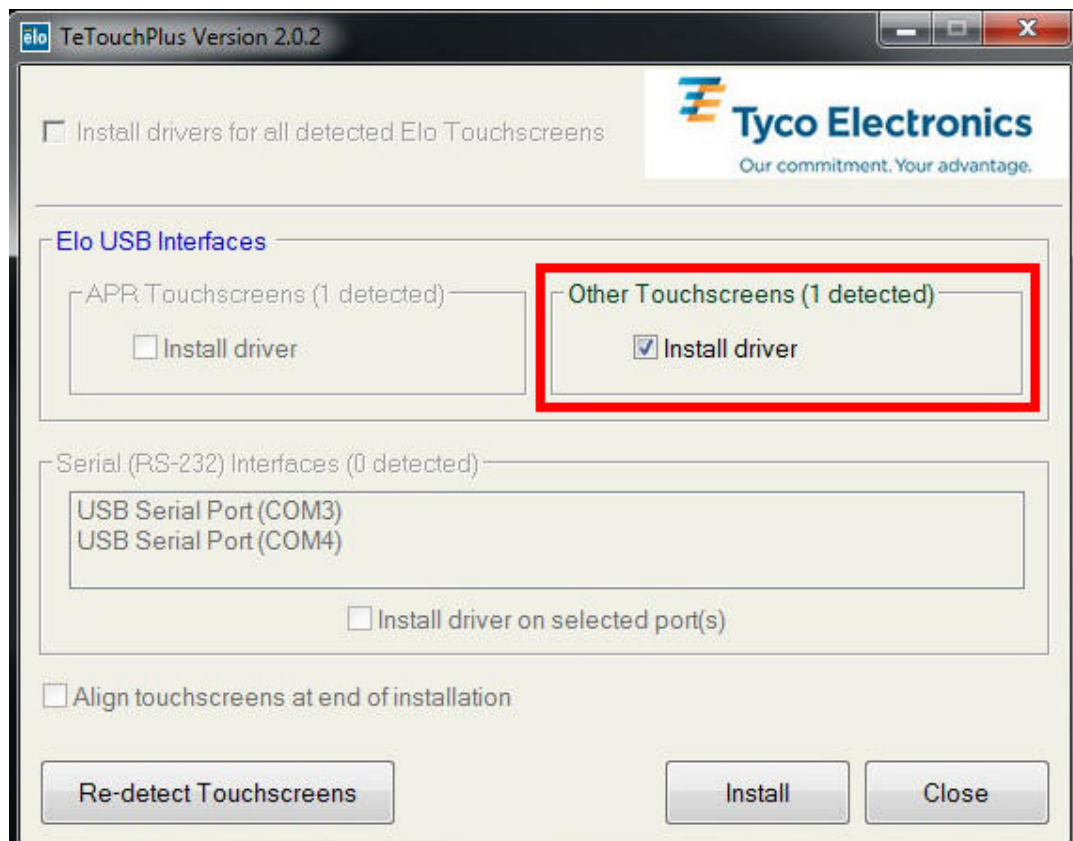 elo TeTouchPlus Version 2.0.2
Install drivers for all detected Elo Touchscreens
Tyco Electronics
Our commitment. Your advantage.
Elo USB Interfaces
APR Touchscreens (1 detected)
Install driver
Other Touchscreens (1 detected)
Install driver
Serial (RS-232) Interfaces (0 detected)
USB Serial Port (COM3)
USB Serial Port (COM4)
Install driver on selected port(s)
Align touchscreens at end of installation
Re-detect Touchscreens
Install
Close